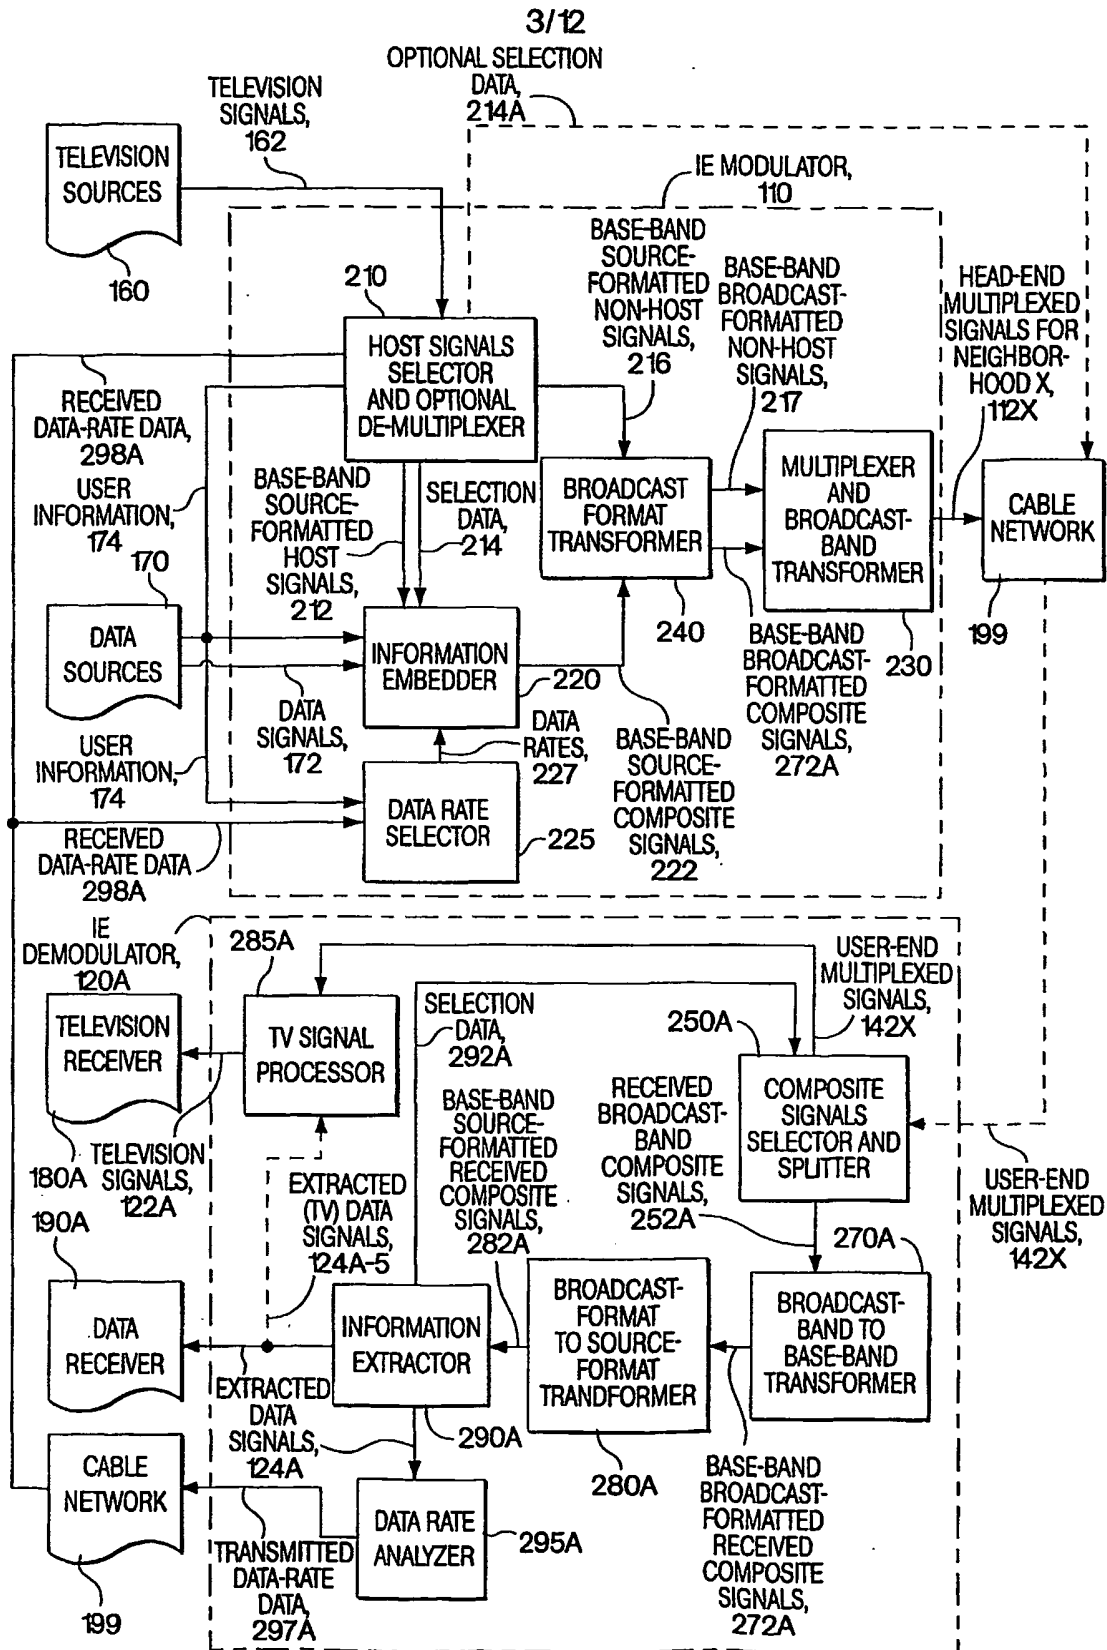 3/12
OPTIONAL SELECTION
DATA,
214A
TELEVISION
SIGNALS,
162
TELEVISION
SOURCES
160
IE MODULATOR,
110
210
HOST SIGNALS
SELECTOR
AND OPTIONAL
DE-MULTIPLEXER
BASE-BAND
SOURCE-
FORMATTED
NON-HOST
SIGNALS,
216
BASE-BAND
BROADCAST-
FORMATTED
NON-HOST
SIGNALS,
217
HEAD-END
MULTIPLEXED
SIGNALS FOR
NEIGHBOR-
HOOD X,
112X
RECEIVED
DATA-RATE DATA,
298A
USER
INFORMATION,
174
BASE-BAND
SOURCE-
FORMATTED
HOST
SIGNALS,
212
SELECTION
DATA,
214
BROADCAST
FORMAT
TRANSFORMER
240
MULTIPLEXER
AND
BROADCAST-
BAND
TRANSFORMER
230
CABLE
NETWORK
199
170
DATA
SOURCES
INFORMATION
EMBEDDER
220
DATA
SIGNALS,
172
DATA
RATES,
227
BASE-BAND
SOURCE-
FORMATTED
COMPOSITE
SIGNALS,
222
BASE-BAND
BROADCAST-
FORMATTED
COMPOSITE
SIGNALS,
272A
USER
INFORMATION,
174
DATA RATE
SELECTOR
225
RECEIVED
DATA-RATE DATA
298A
IE
DEMODULATOR,
120A
285A
TV SIGNAL
PROCESSOR
TELEVISION
RECEIVER
180A
TELEVISION
SIGNALS,
122A
SELECTION
DATA,
292A
USER-END
MULTIPLEXED
SIGNALS,
142X
250A
COMPOSITE
SIGNALS
SELECTOR AND
SPLITTER
USER-END
MULTIPLEXED
SIGNALS,
142X
RECEIVED
BROADCAST-
BAND
COMPOSITE
SIGNALS,
252A
BASE-BAND
SOURCE-
FORMATTED
RECEIVED
COMPOSITE
SIGNALS,
282A
EXTRACTED
(TV) DATA
SIGNALS,
124A-5
190A
DATA
RECEIVER
INFORMATION
EXTRACTOR
290A
BROADCAST-
FORMAT
TO SOURCE-
FORMAT
TRANDFORMER
280A
270A
BROADCAST-
BAND TO
BASE-BAND
TRANSFORMER
EXTRACTED
DATA
SIGNALS,
124A
BASE-BAND
BROADCAST-
FORMATTED
RECEIVED
COMPOSITE
SIGNALS,
272A
CABLE
NETWORK
199
TRANSMITTED
DATA-RATE
DATA,
297A
DATA RATE
ANALYZER
295A